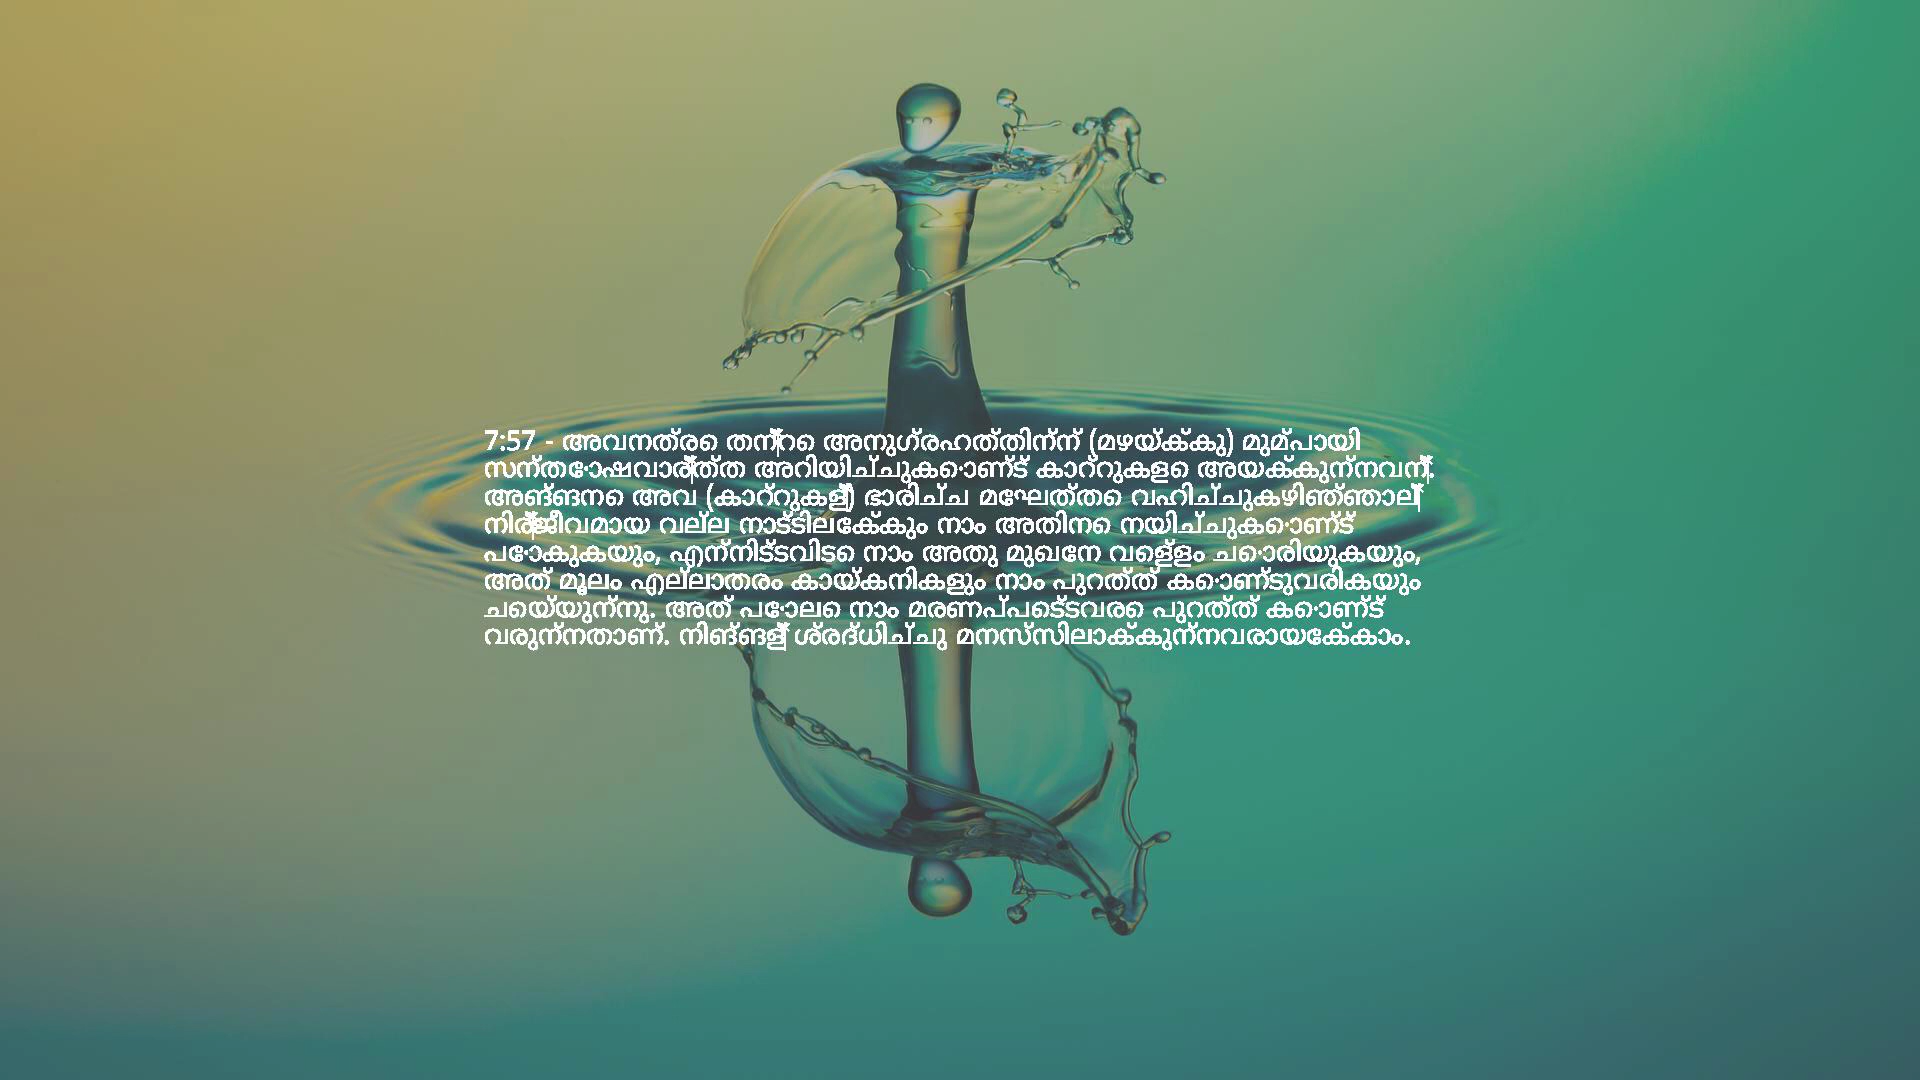 7:57 - അവനത്രെ തന്‍റെ അനുഗ്രഹത്തിന്ന് (മഴയ്ക്കു) മുമ്പായി
സന്തോഷവാര്‍ത്ത അറിയിച്ചുകൊണ്ട് കാറ്റുകളെ അയക്കുന്നവന്‍.
അങ്ങനെ അവ (കാറ്റുകള്‍) ഭാരിച്ച മേഘത്തെ വഹിച്ചുകഴിഞ്ഞാല്‍
നിര്‍ജീവമായ വല്ല നാട്ടിലേക്കും നാം അതിനെ നയിച്ചുകൊണ്ട്
പോകുകയും, എന്നിട്ടവിടെ നാം അതു മുഖേന വെള്ളം ചൊരിയുകയും,
അത് മൂലം എല്ലാതരം കായ്കനികളും നാം പുറത്ത് കൊണ്ടുവരികയും
ചെയ്യുന്നു. അത് പോലെ നാം മരണപ്പെട്ടവരെ പുറത്ത് കൊണ്ട്
വരുന്നതാണ്. നിങ്ങള്‍ ശ്രദ്ധിച്ചു മനസ്സിലാക്കുന്നവരായേക്കാം.